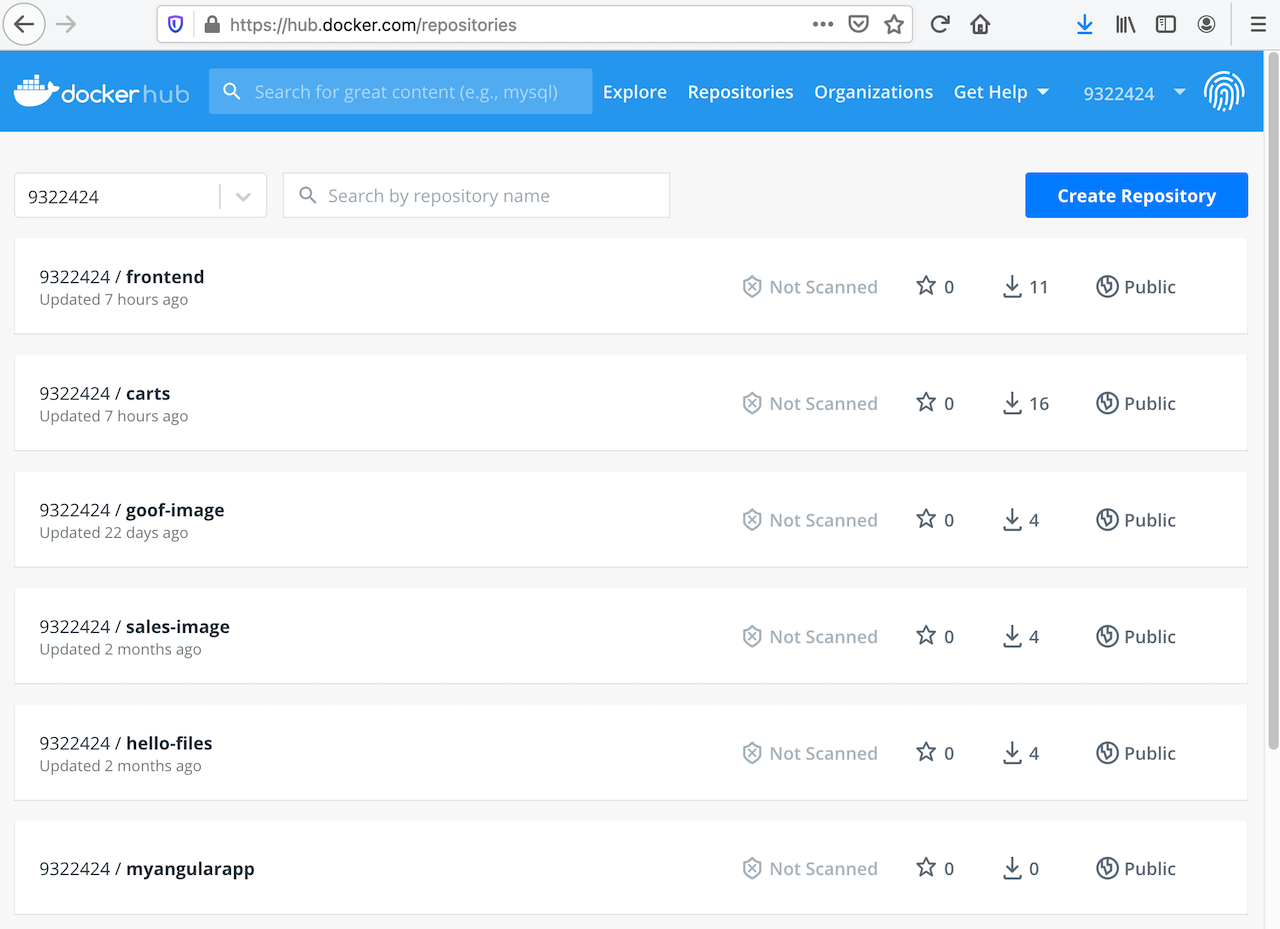 https://hub.docker.com/repositories
docker hub
Search for great content (e.g., mysql)
Explore
Repositories
Organizations
Get Help
9322424
9322424
Search by repository name
Create Repository
9322424 / frontend
Updated 7 hours ago
Not Scanned
0
11
Public
9322424 / carts
Updated 7 hours ago
Not Scanned
0
16
Public
9322424 / goof-image
Updated 22 days ago
Not Scanned
0
4
Public
9322424 / sales-image
Updated 2 months ago
Not Scanned
0
4
Public
9322424 / hello-files
Updated 2 months ago
Not Scanned
0
4
Public
9322424 / myangularapp
Not Scanned
0
0
Public